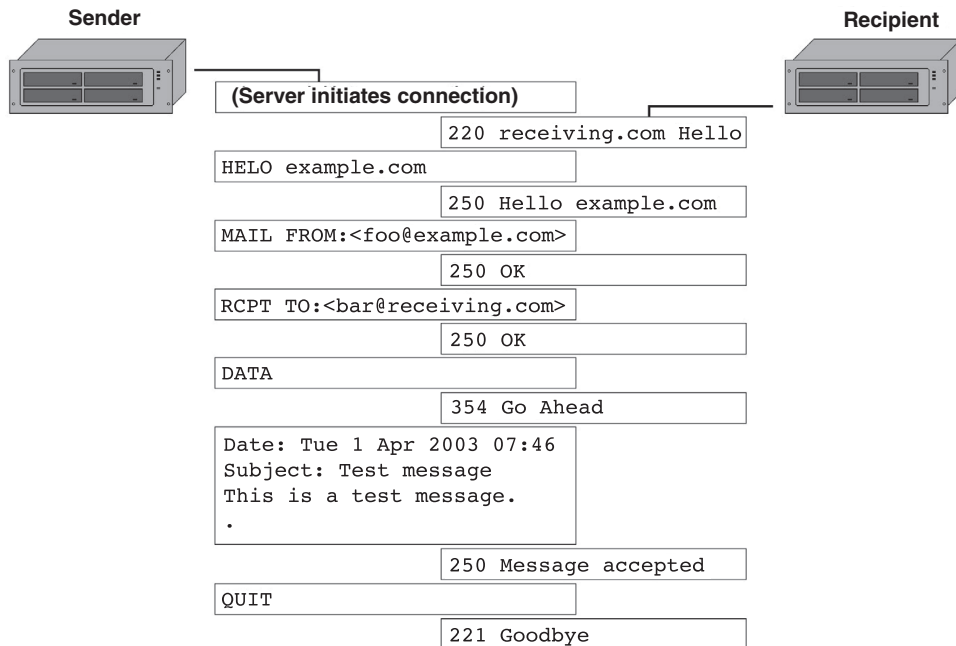 Sender
Recipient
(Server initiates connection)
220 receiving.com Hello
HELO example.com
250 Hello example.com
MAIL FROM:<foo@example.com>
250 OK
RCPT TO:<bar@receiving.com>
250 OK
DATA
354 Go Ahead
Date: Tue 1 Apr 2003 07:46
Subject: Test message
This is a test message.
.
250 Message accepted
QUIT
221 Goodbye